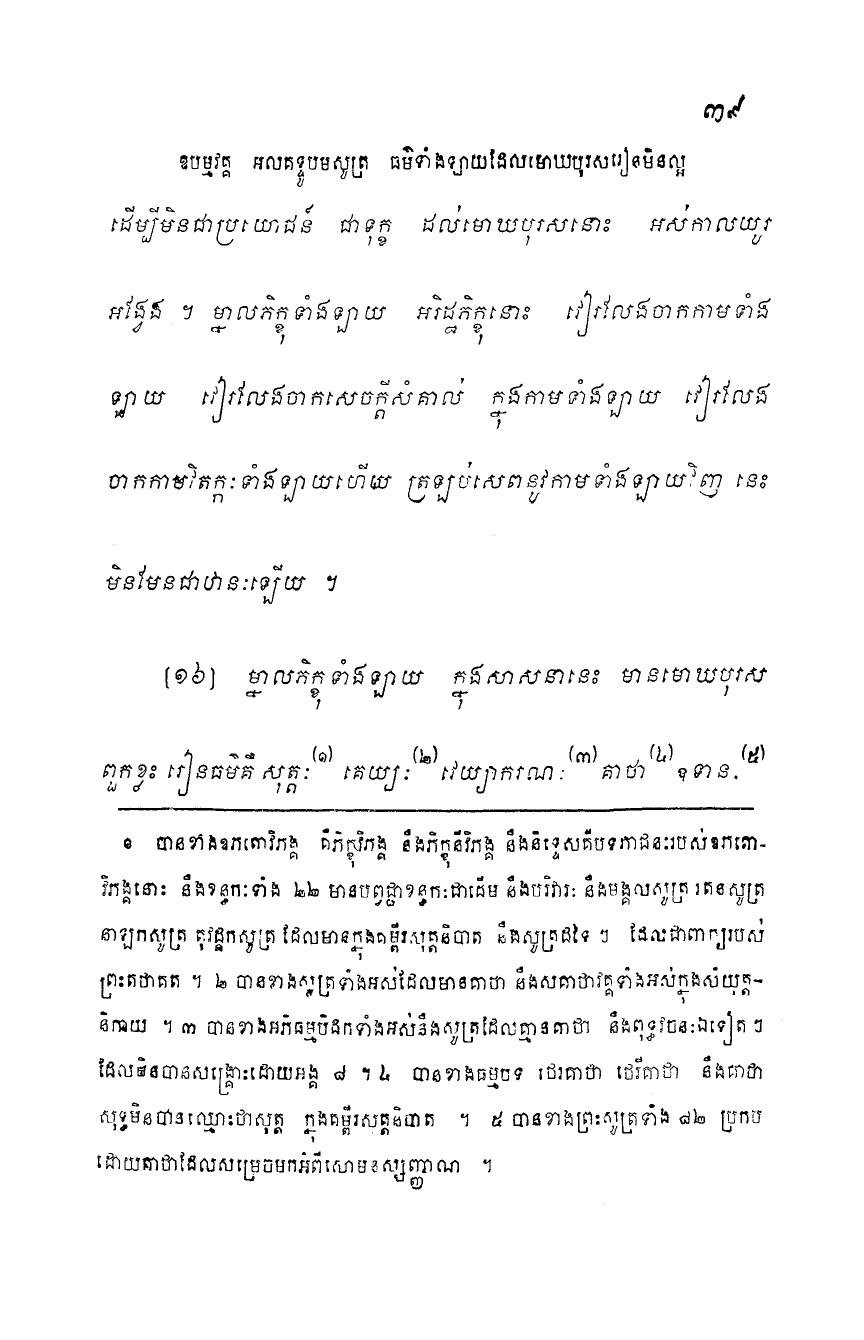 ៣៩
ឧបម្មវគ្គ អលគទ្ទូបមសូត្រ ធម៌ទាំងឡាយដែលមោឃបុរសរៀនមិនល្អ
ដើម្បីមិនជាប្រយោជន៍ ជាទុក្ខ ដល់មោឃបុរសនោះ អស់កាលយូរ
អង្វែង ។ ម្នាលភិក្ខុទាំងឡាយ អរិដ្ឋភិក្ខុនោះ វៀរលែងចាកកាមទាំង
ឡាយ វៀរលែងចាកសេចក្តីសំគាល់ ក្នុងកាមទាំងឡាយ វៀរលែង
ចាកកាមវិតក្កៈទាំងឡាយហើយ ត្រឡប់សេពនូវកាមទាំងឡាយវិញ នេះ
មិនមែនជាឋានៈឡើយ ។
(១៦) ម្នាលភិក្ខុទាំងឡាយ ក្នុងសាសនានេះ មានមោឃបុរស
ពួកខ្លះ រៀនធម៌គឺ សុត្តៈ(១) គេយ្យៈ(២) វេយ្យាករណៈ(៣) គាថា(៤) ឧទាន.(៥)
១ បានខាងឧភតោវិភង្គ គឺភិក្ខុវិភង្គ នឹងភិក្ខុនីវិភង្គ នឹងនិទ្ទេសគឺបទភាជនៈរបស់ឧភតោ-
វិភង្គនោះ នឹងខន្ធកៈទាំង ២២ មានបព្វជ្ជាខន្ធកៈជាដើម នឹងបរិវារៈ នឹងមង្គលសូត្រ រតនសូត្រ
នាឡកសូត្រ តុវដ្ដកសូត្រ ដែលមានក្នុងគម្ពីរសុត្តនិបាត នឹងសូត្រដទៃ ៗ ដែលជាពាក្យរបស់
ព្រះតថាគត ។ ២ បានខាងសូត្រទាំងអស់ដែលមានគាថា នឹងសគាថាវគ្គទាំងអស់ក្នុងសំយុត្ត-
និកាយ ។ ៣ បានខាងអភិធម្មបិដកទាំងអស់នឹងសូត្រដែលគ្មានគាថា នឹងពុទ្ធវចនៈឯទៀត ៗ
ដែលមិនបានសង្គ្រោះដោយអង្គ ៨ ។ ៤ បានខាងធម្មបទ ថេរគាថា ថេរីគាថា នឹងគាថា
សុទ្ធមិនបានឈ្មោះថាសុត្ត ក្នុងគម្ពីរសុត្តនិបាត ។ ៥ បានខាងព្រះសូត្រទាំង ៨២ ប្រកប
ដោយគាថាដែលសម្រេចមកអំពីសោមនស្សញ្ញាណ ។